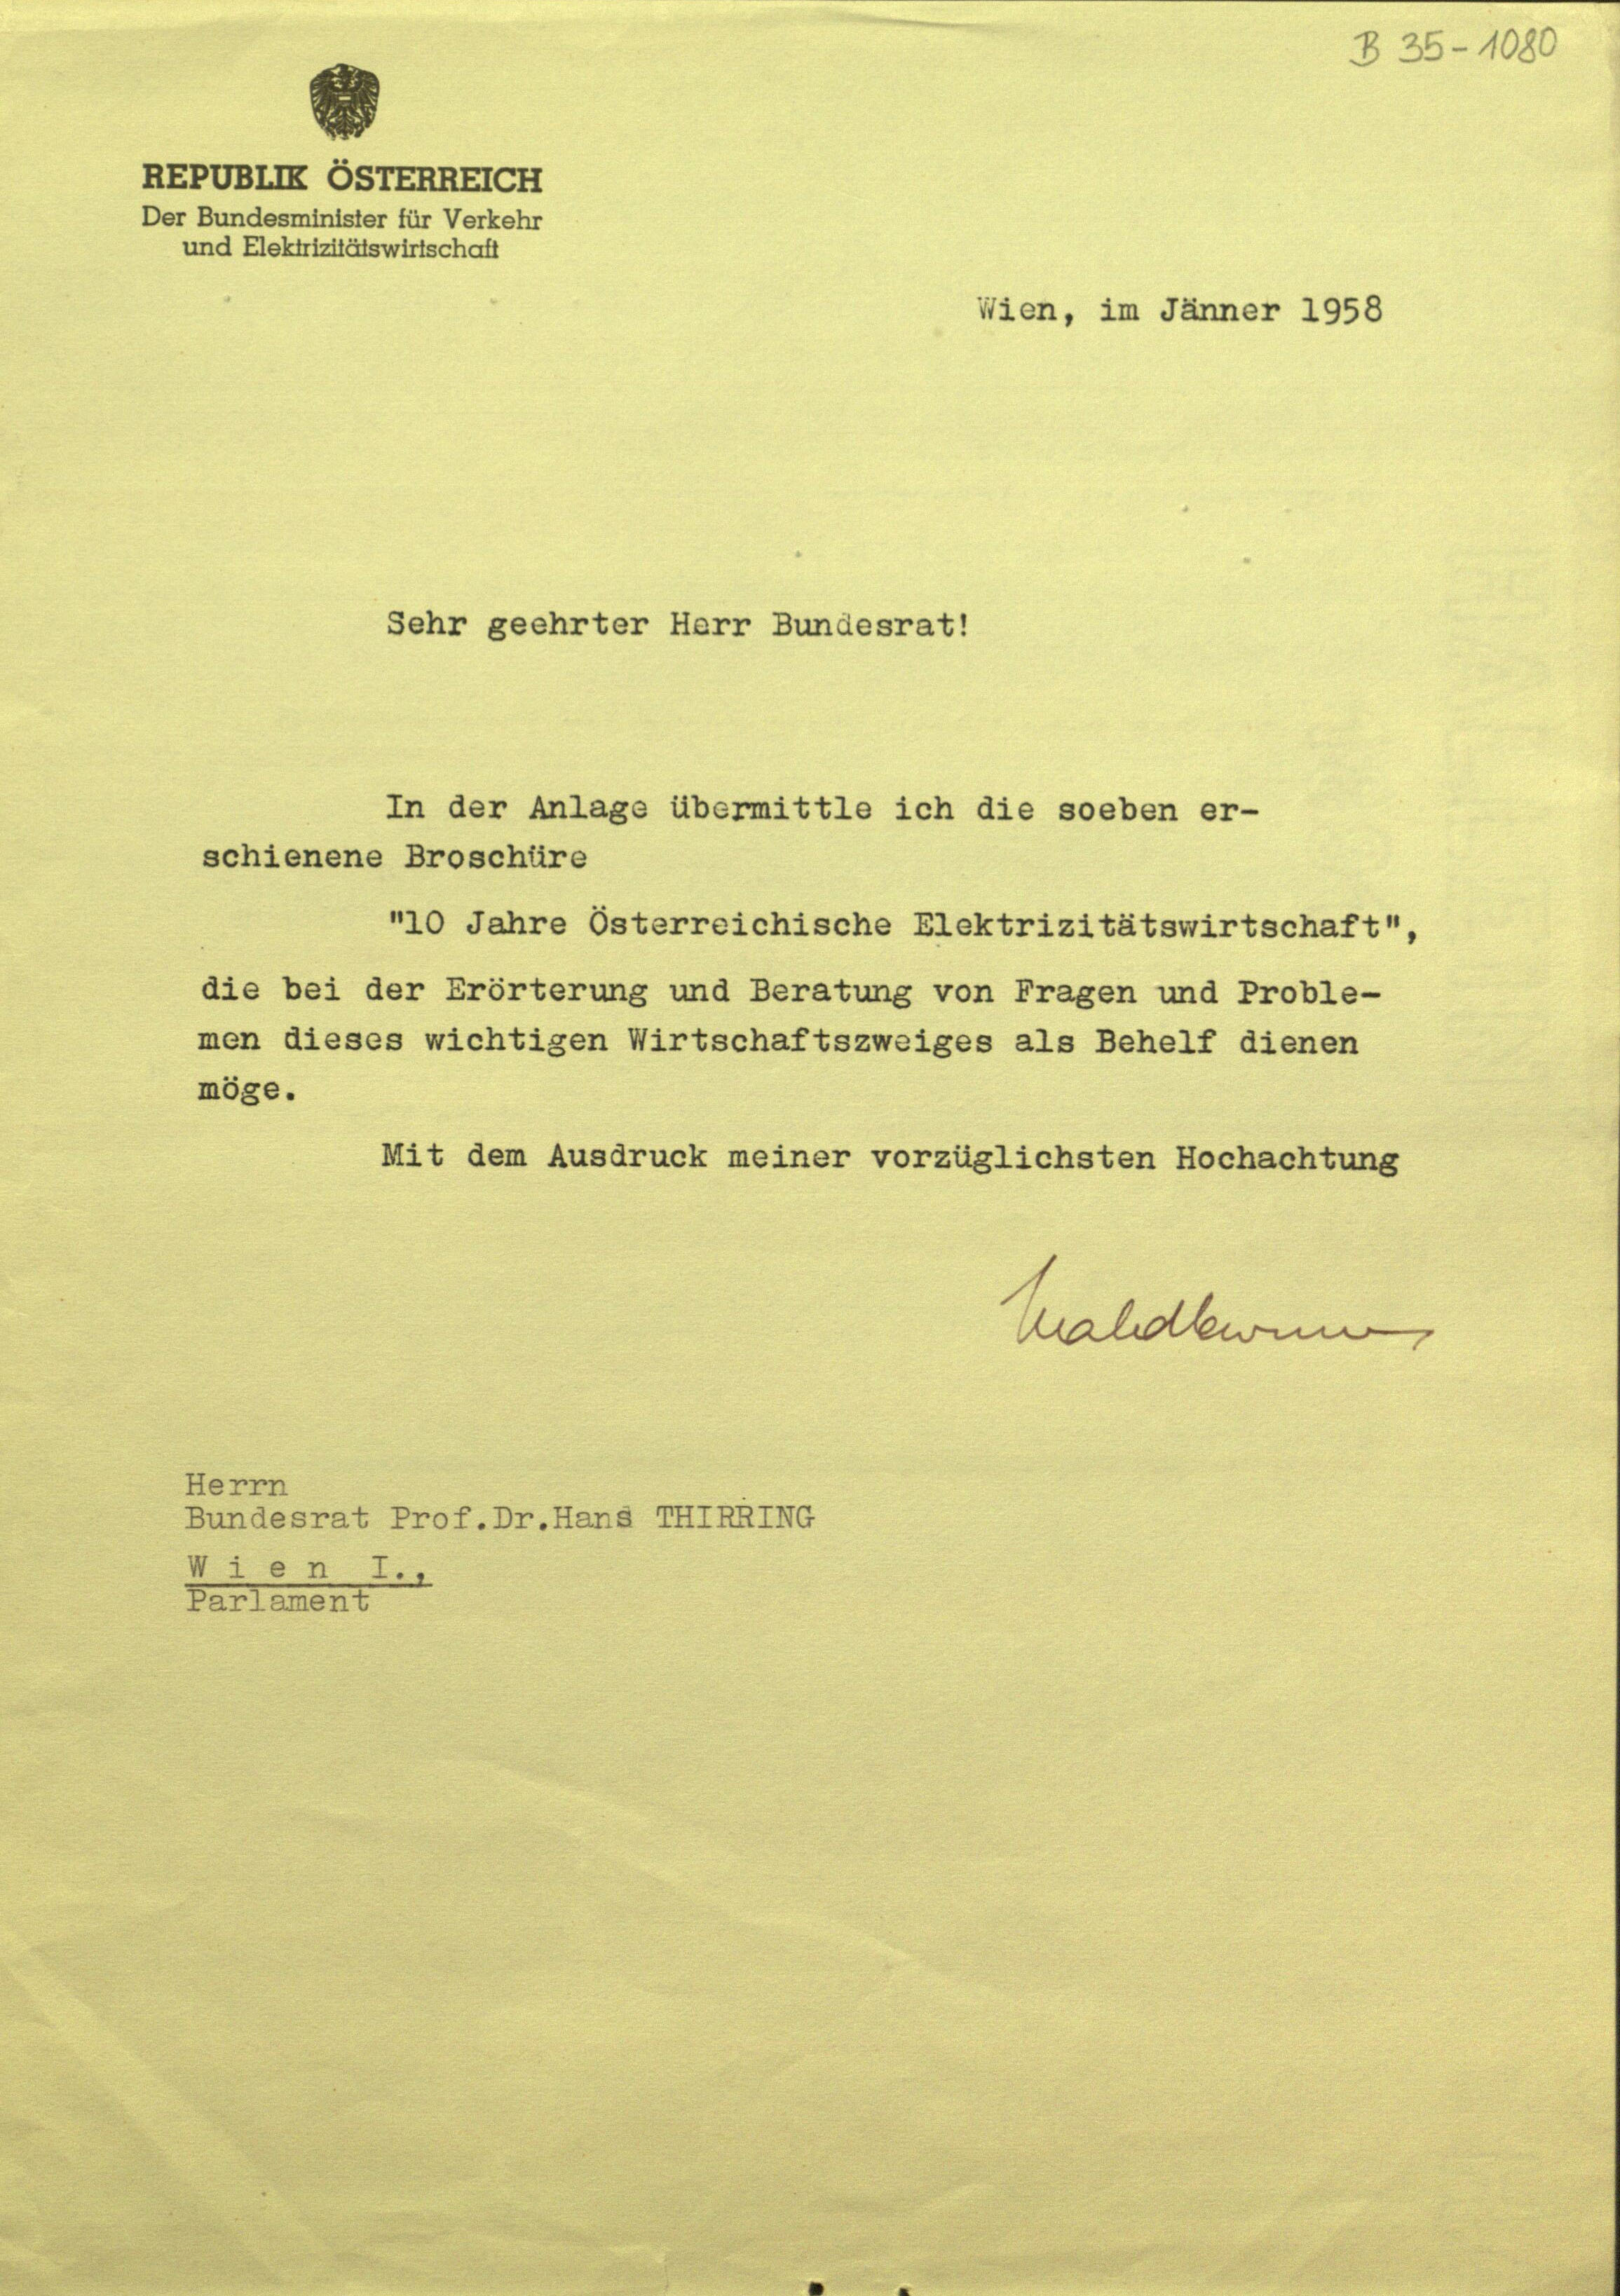 B 35-1080
REPUBLIK ÖSTERREICH
Der Bundesminister für Verkehr
und Elektrizitätswirtschaft
Wien, im Jänner 1958
Sehr geehrter Herr Bundesrat!
In der Anlage übermittle ich die soeben er-
schienene Broschüre
"10 Jahre Österreichische Elektrizitätswirtschaft",
die bei der Erörterung und Beratung von Fragen und Proble-
men dieses wichtigen Wirtschaftszweiges als Behelf dienen
möge.
Mit dem Ausdruck meiner vorzüglichsten Hochachtung
Waldbrunner
Herrn
Bundesrat Prof.Dr.Hans THIRRING
W i e n  I.,
Parlament